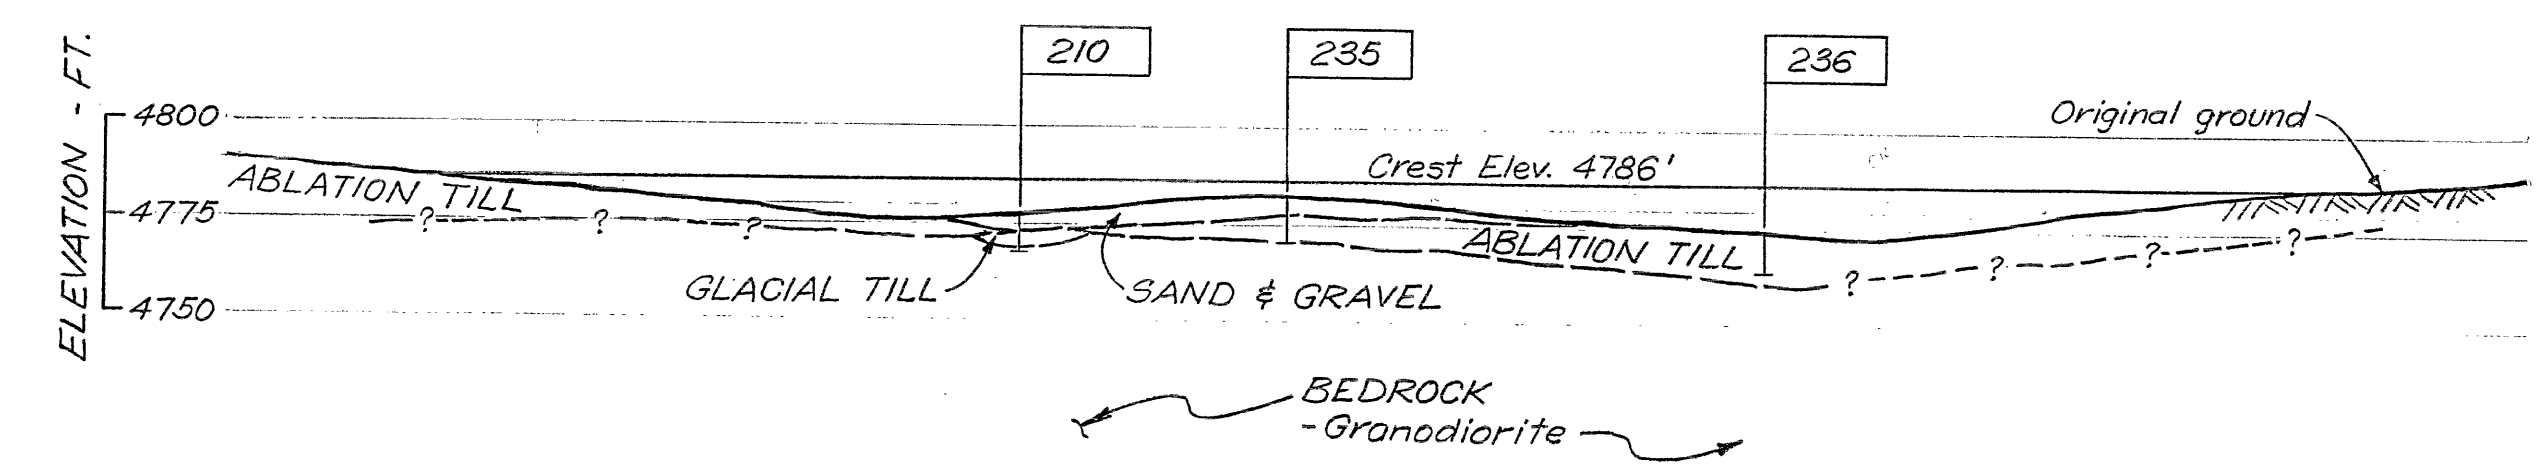 ELEVATION - FT.
210
235
236
4800
Original ground
Crest Elev. 4786'
ABLATION TILL
4775
?
?
?
ABLATION TILL
?
?
?
?
GLACIAL TILL
SAND & GRAVEL
4750
BEDROCK
-Granodiorite